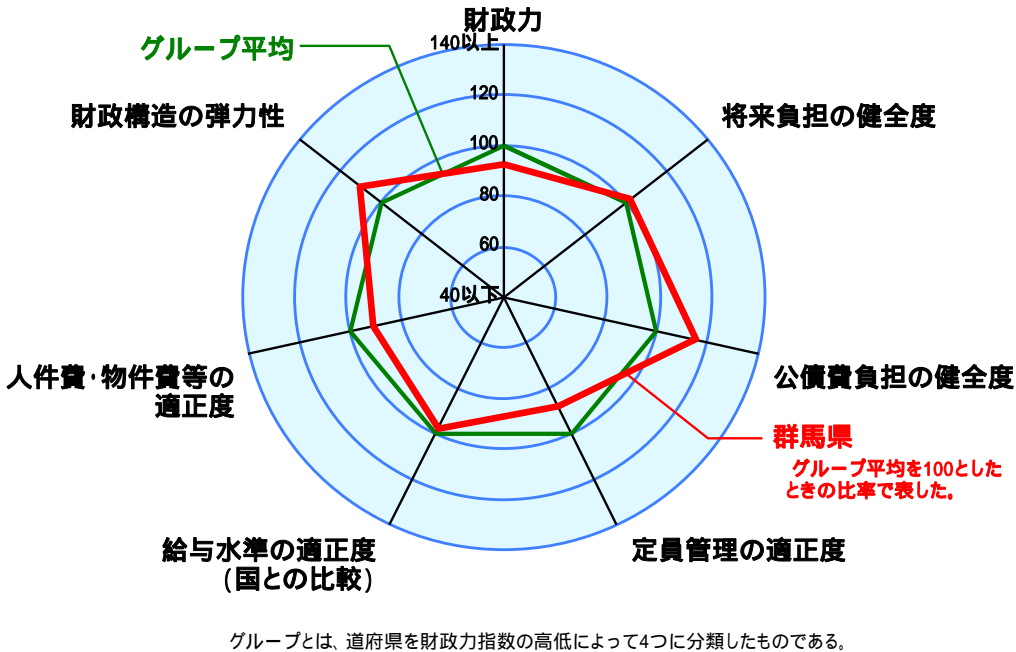 財政力
140以上
グループ平均
120
財政構造の弾力性
将来負担の健全度
100
80
60
40以下
人件費・物件費等の
適正度
公債費負担の健全度
群馬県
グループ平均を100とした
ときの比率で表した。
給与水準の適正度
(国との比較)
定員管理の適正度
グループとは、道府県を財政力指数の高低によって4つに分類したものである。